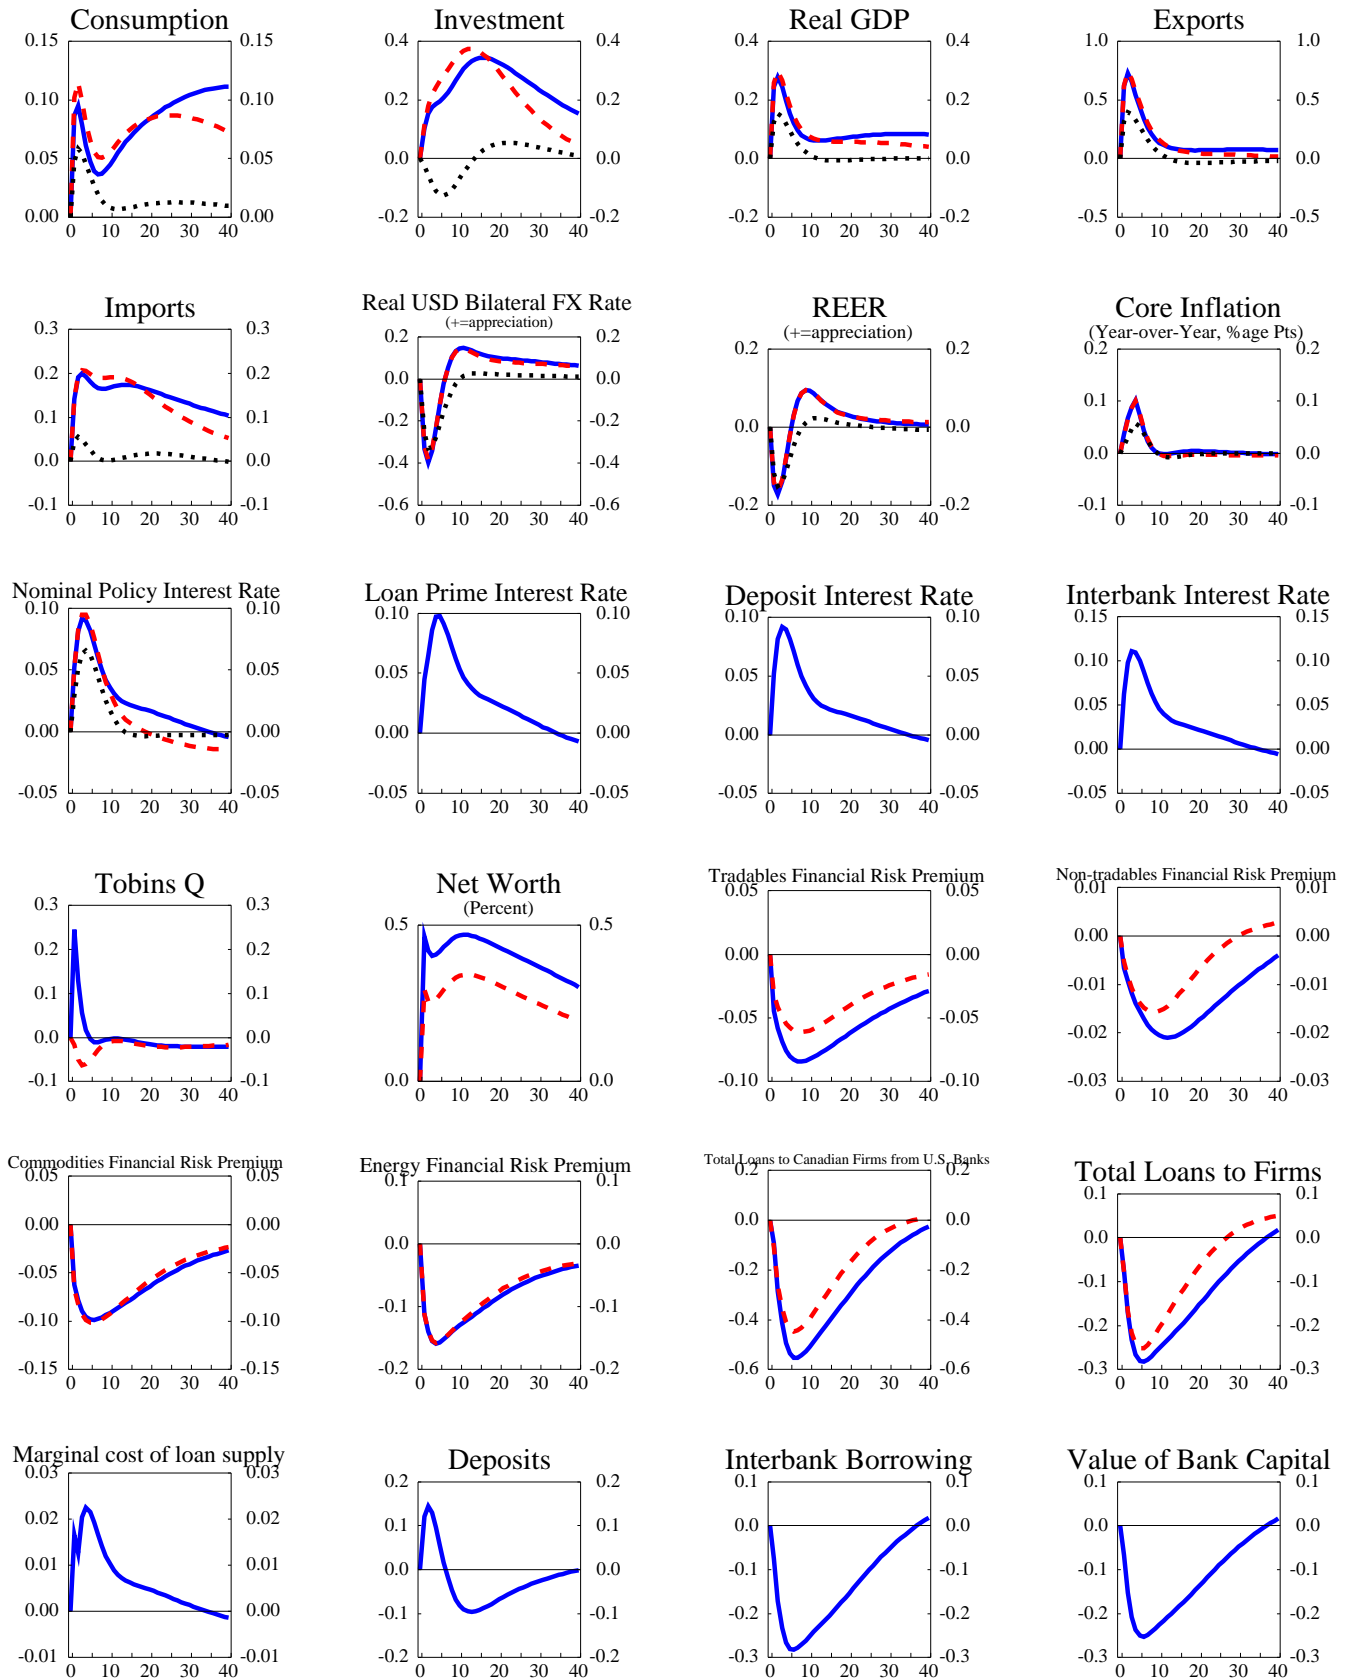 Consumption
Investment
Real GDP
Exports
0.15 0.15 0.4 0.4 0.4 0.4 1.0 1.0
0.10 0.10 0.2 0.2 0.2 0.2 0.5 0.5
0.05 0.05 0.0 0.0 0.0 0.0 0.0 0.0
0.00 0.00 -0.2 -0.2 -0.2 -0.2 -0.5 -0.5
0 10 20 30 40 0 10 20 30 40 0 10 20 30 40 0 10 20 30 40
Imports
Real USD Bilateral FX Rate
(+=appreciation)
REER
(+=appreciation)
Core Inflation
(Year-over-Year, %age Pts)
0.3 0.3 0.2 0.2 0.2 0.2 0.2 0.2
0.2 0.2 0.0 0.0 0.0 0.0 0.1 0.1
0.1 0.1 -0.2 -0.2 -0.2 -0.2 0.0 0.0
0.0 0.0 -0.4 -0.4 -0.1 -0.1
-0.1 -0.1 -0.6 -0.6
0 10 20 30 40 0 10 20 30 40 0 10 20 30 40 0 10 20 30 40
Nominal Policy Interest Rate
Loan Prime Interest Rate
Deposit Interest Rate
Interbank Interest Rate
0.10 0.10 0.10 0.10 0.10 0.10 0.15 0.15
0.05 0.05 0.05 0.05 0.05 0.05 0.10 0.10
0.00 0.00 0.00 0.00 0.00 0.00 0.05 0.05
-0.05 -0.05 -0.05 -0.05 -0.05 -0.05 0.00 0.00
-0.05 -0.05
0 10 20 30 40 0 10 20 30 40 0 10 20 30 40 0 10 20 30 40
Tobins Q
Net Worth
(Percent)
Tradables Financial Risk Premium
Non-tradables Financial Risk Premium
0.3 0.3 0.5 0.5 0.05 0.05 0.01 0.01
0.2 0.2 0.0 0.0 0.00 0.00 0.00 0.00
0.1 0.1 -0.05 -0.05 -0.01 -0.01
0.0 0.0 -0.10 -0.10 -0.02 -0.02
-0.1 -0.1 -0.03 -0.03
0 10 20 30 40 0 10 20 30 40 0 10 20 30 40 0 10 20 30 40
Commodities Financial Risk Premium
Energy Financial Risk Premium
Total Loans to Canadian Firms from U.S. Banks
Total Loans to Firms
0.05 0.05 0.1 0.1 0.2 0.2 0.1 0.1
0.00 0.00 0.0 0.0 0.0 0.0 0.0 0.0
-0.05 -0.05 -0.1 -0.1 -0.2 -0.2 -0.1 -0.1
-0.10 -0.10 -0.2 -0.2 -0.4 -0.4 -0.2 -0.2
-0.15 -0.15 -0.6 -0.6 -0.3 -0.3
0 10 20 30 40 0 10 20 30 40 0 10 20 30 40 0 10 20 30 40
Marginal cost of loan supply
Deposits
Interbank Borrowing
Value of Bank Capital
0.03 0.03 0.2 0.2 0.1 0.1 0.1 0.1
0.02 0.02 0.1 0.1 0.0 0.0 0.0 0.0
0.01 0.01 0.0 0.0 -0.1 -0.1 -0.1 -0.1
0.00 0.00 -0.1 -0.1 -0.2 -0.2 -0.2 -0.2
-0.01 -0.01 -0.2 -0.2 -0.3 -0.3 -0.3 -0.3
0 10 20 30 40 0 10 20 30 40 0 10 20 30 40 0 10 20 30 40